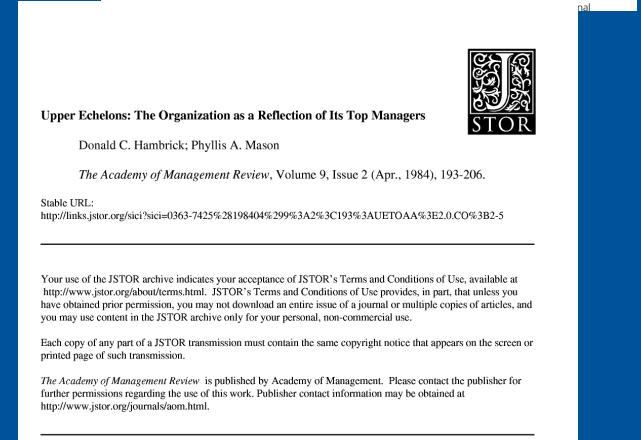 nal
J
STOR
Upper Echelons: The Organization as a Reflection of Its Top Managers
Donald C. Hambrick; Phyllis A. Mason
The Academy of Management Review, Volume 9, Issue 2 (Apr., 1984), 193-206.
Stable URL:
http://links.jstor.org/sici?sici=0363-7425%28198404%299%3A2%3C193%3AUETOAA%3E2.0.CO%3B2-5
Your use of the JSTOR archive indicates your acceptance of JSTOR's Terms and Conditions of Use, available at
http://www.jstor.org/about/terms.html. JSTOR's Terms and Conditions of Use provides, in part, that unless you
have obtained prior permission, you may not download an entire issue of a journal or multiple copies of articles, and
you may use content in the JSTOR archive only for your personal, non-commercial use.
Each copy of any part of a JSTOR transmission must contain the same copyright notice that appears on the screen or
printed page of such transmission.
The Academy of Management Review is published by Academy of Management. Please contact the publisher for
further permissions regarding the use of this work. Publisher contact information may be obtained at
http://www.jstor.org/journals/aom.html.